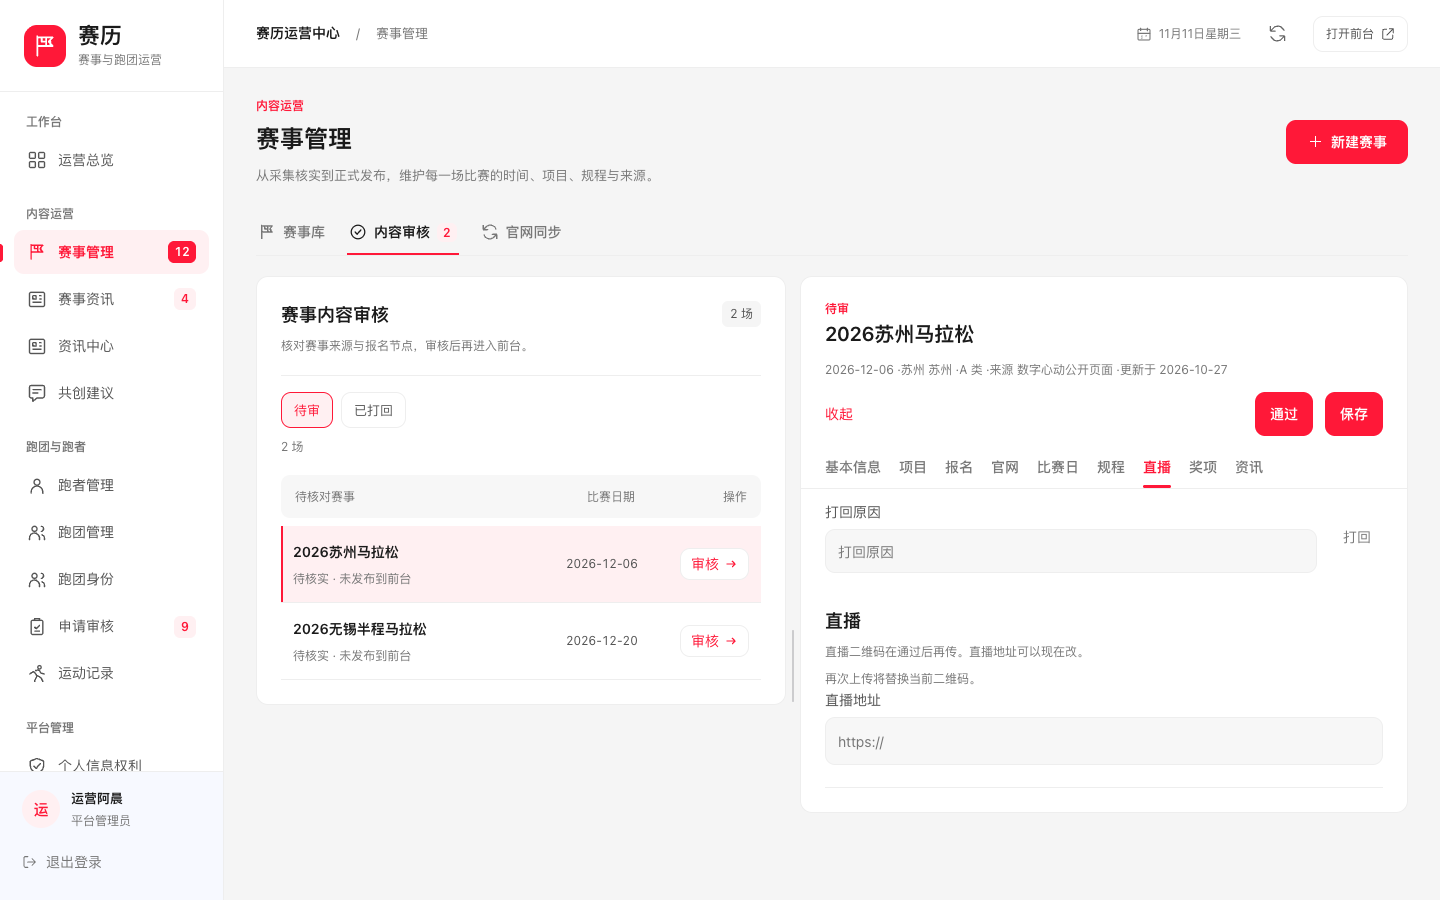 赛历
赛事与跑团运营
工作台
运营总览
内容运营
赛事管理 12
赛事资讯 4
资讯中心
共创建议
跑团与跑者
跑者管理
跑团管理
跑团身份
申请审核 9
运动记录
平台管理
个人信息权利
运 运营阿晨
平台管理员
退出登录
赛历运营中心 / 赛事管理
11月11日星期三
打开前台
内容运营
赛事管理
从采集核实到正式发布，维护每一场比赛的时间、项目、规程与来源。
新建赛事
赛事库 内容审核 2 官网同步
赛事内容审核 2 场
核对赛事来源与报名节点，审核后再进入前台。
待审 已打回
2 场
待核对赛事 比赛日期 操作
2026苏州马拉松
待核实 · 未发布到前台
2026-12-06
审核 →
2026无锡半程马拉松
待核实 · 未发布到前台
2026-12-20
审核 →
待审
2026苏州马拉松
2026-12-06 ·苏州 苏州 ·A 类 ·来源 数字心动公开页面 ·更新于 2026-10-27
收起 通过 保存
基本信息 项目 报名 官网 比赛日 规程 直播 奖项 资讯
打回原因
打回原因
打回
直播
直播二维码在通过后再传。直播地址可以现在改。
再次上传将替换当前二维码。
直播地址
https://